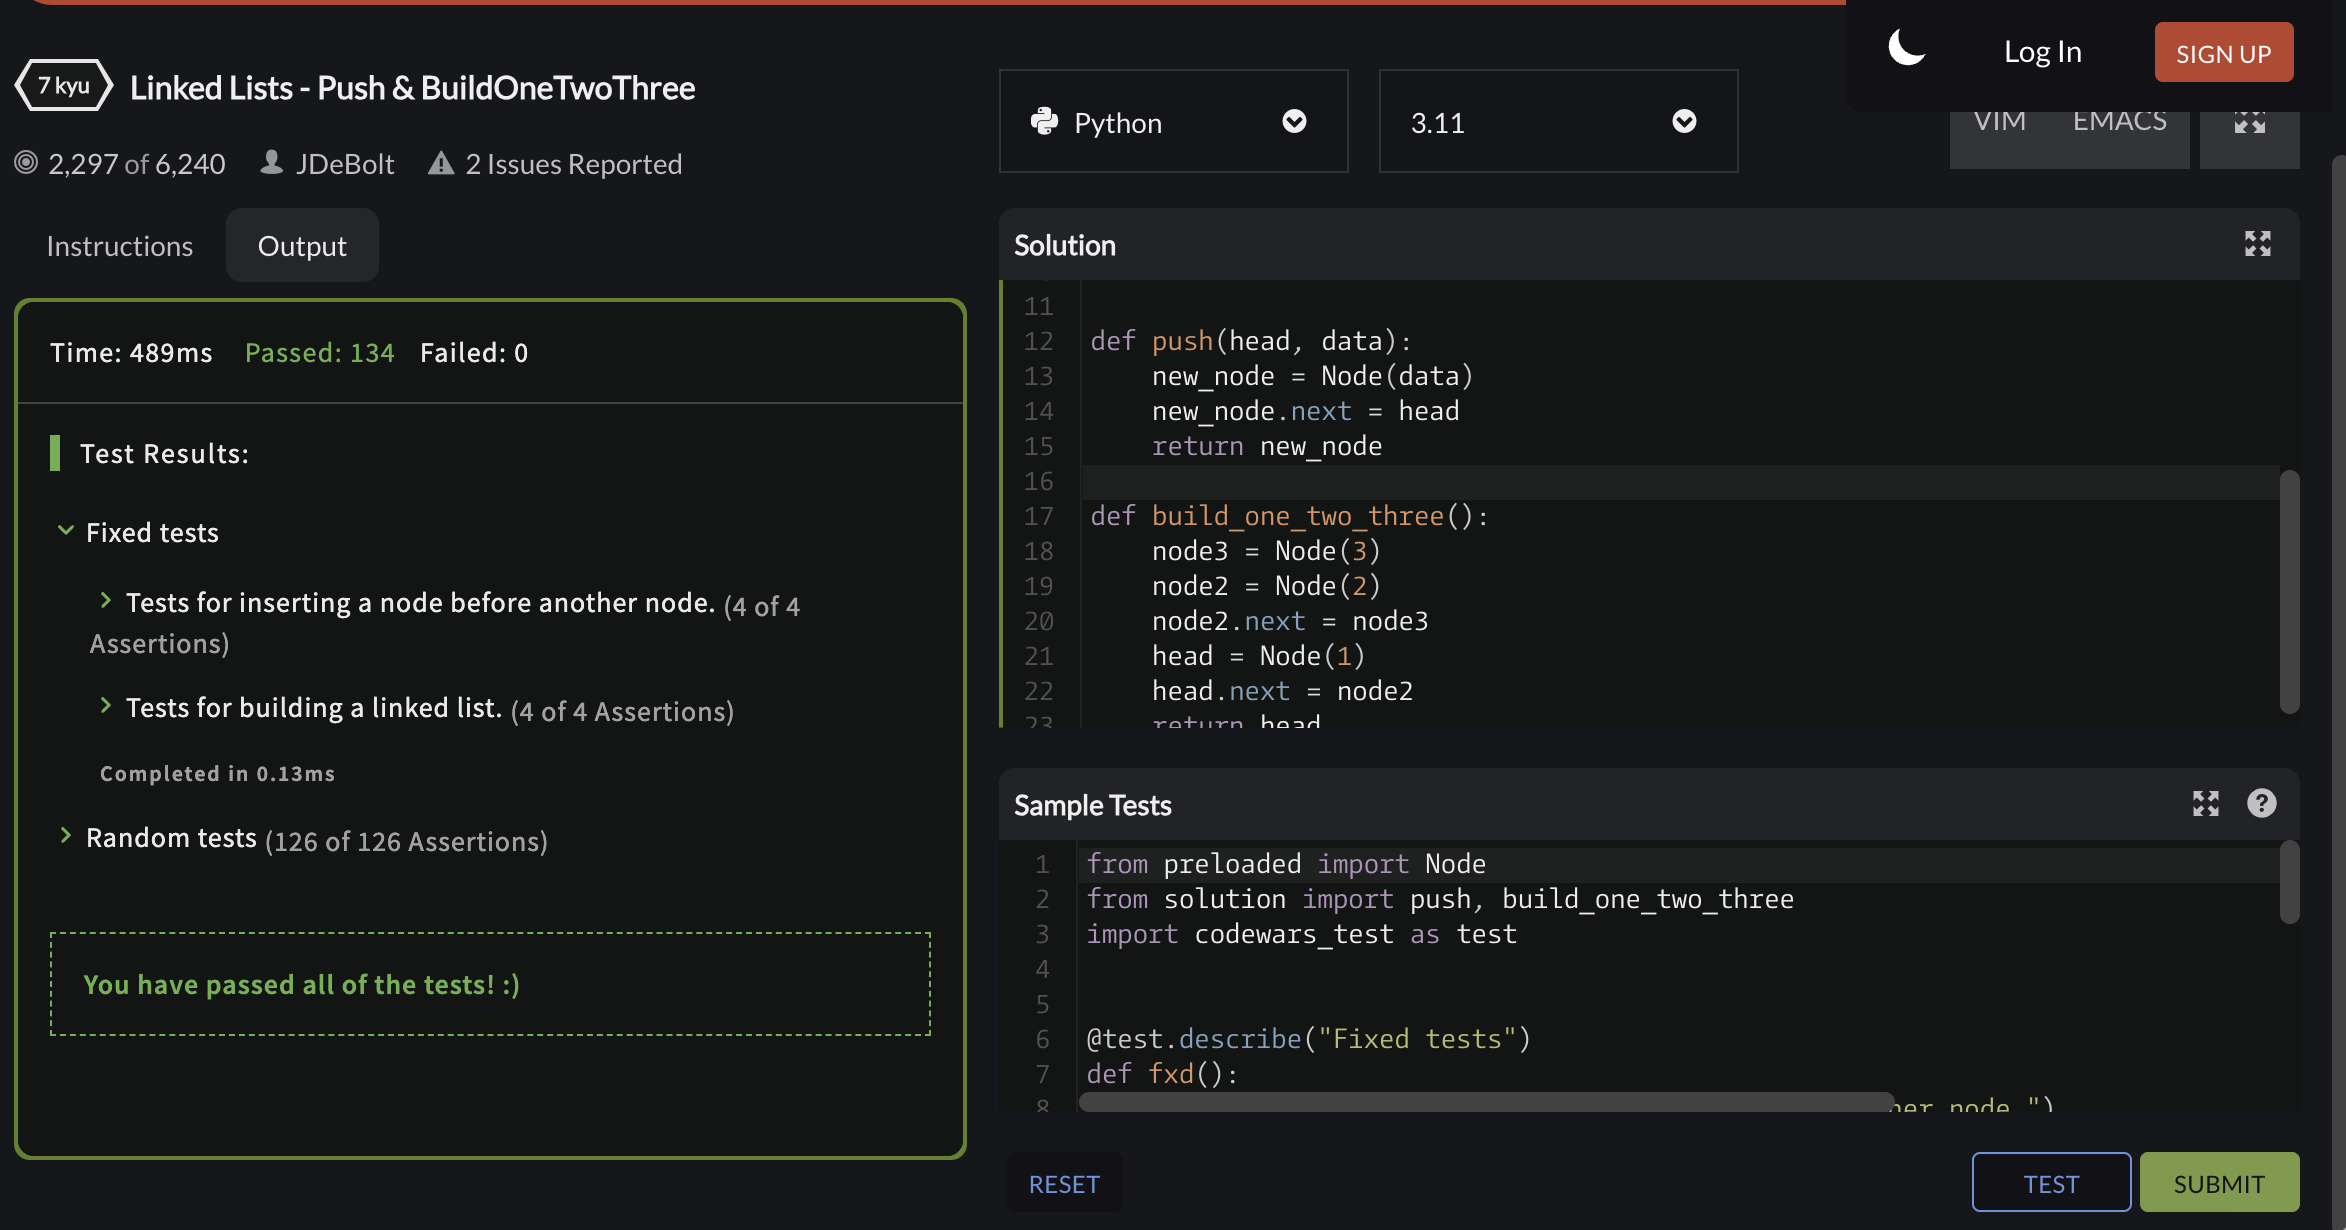 7 kyu
Linked Lists - Push & BuildOneTwoThree
2,297 of 6,240 JDeBolt 2 Issues Reported
Instructions Output
Time: 489ms Passed: 134 Failed: 0
Test Results:
Fixed tests
Tests for inserting a node before another node. (4 of 4
Assertions)
Tests for building a linked list. (4 of 4 Assertions)
Completed in 0.13ms
Random tests (126 of 126 Assertions)
You have passed all of the tests! :)
Python 3.11
Log In SIGN UP
VIM EMACS
Solution
11
12 def push(head, data):
13     new_node = Node(data)
14     new_node.next = head
15     return new_node
16
17 def build_one_two_three():
18     node3 = Node(3)
19     node2 = Node(2)
20     node2.next = node3
21     head = Node(1)
22     head.next = node2
23     return head
Sample Tests
1 from preloaded import Node
2 from solution import push, build_one_two_three
3 import codewars_test as test
4
5
6 @test.describe("Fixed tests")
7 def fxd():
8 her node.")
RESET TEST SUBMIT